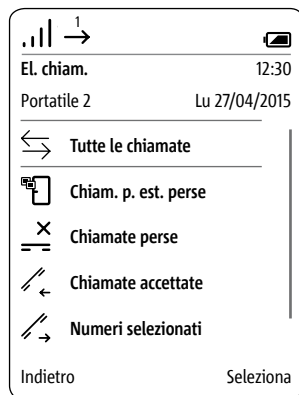 1
El. chiam. 12:30
Portatile 2 Lu 27/04/2015
Tutte le chiamate
Chiam. p. est. perse
Chiamate perse
Chiamate accettate
Numeri selezionati
Indietro Seleziona